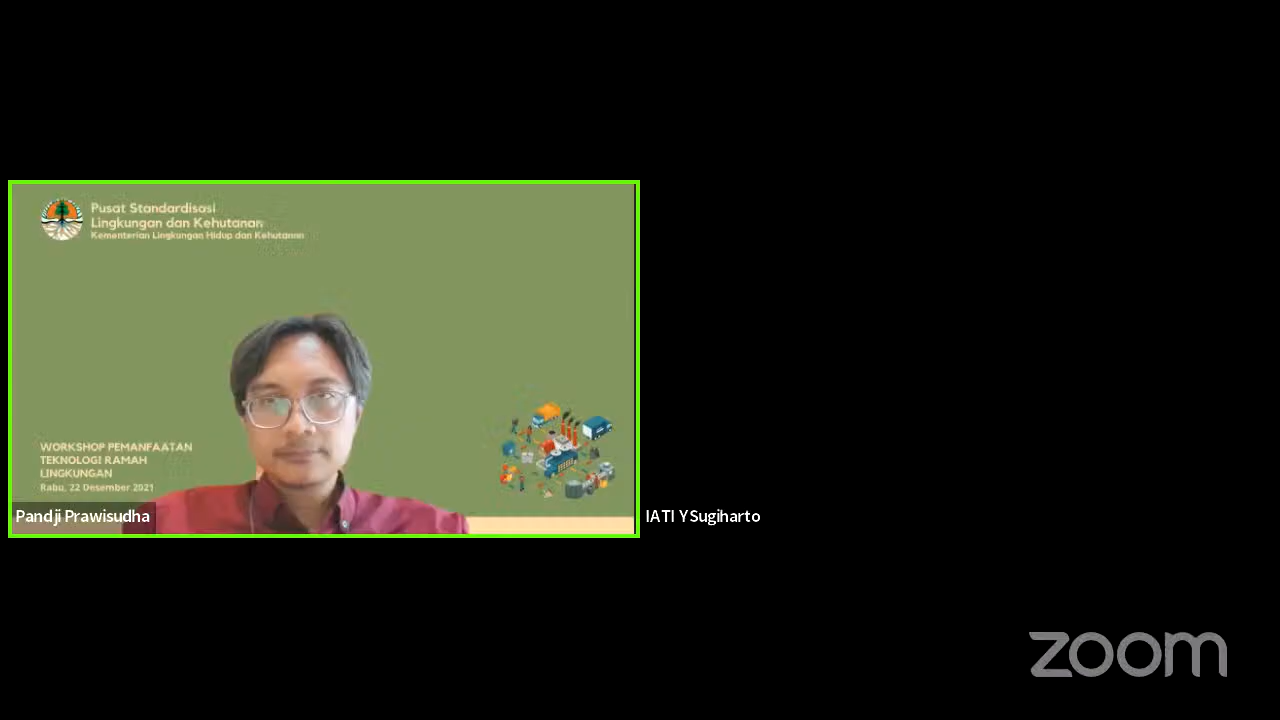 Pusat Standardisasi
Lingkungan dan Kehutanan
Kementerian Lingkungan Hidup dan Kehutanan
WORKSHOP PEMANFAATAN
TEKNOLOGI RAMAH
LINGKUNGAN
Rabu, 22 Desember 2021
Pandji Prawisudha
IATI YSugiharto
zoom